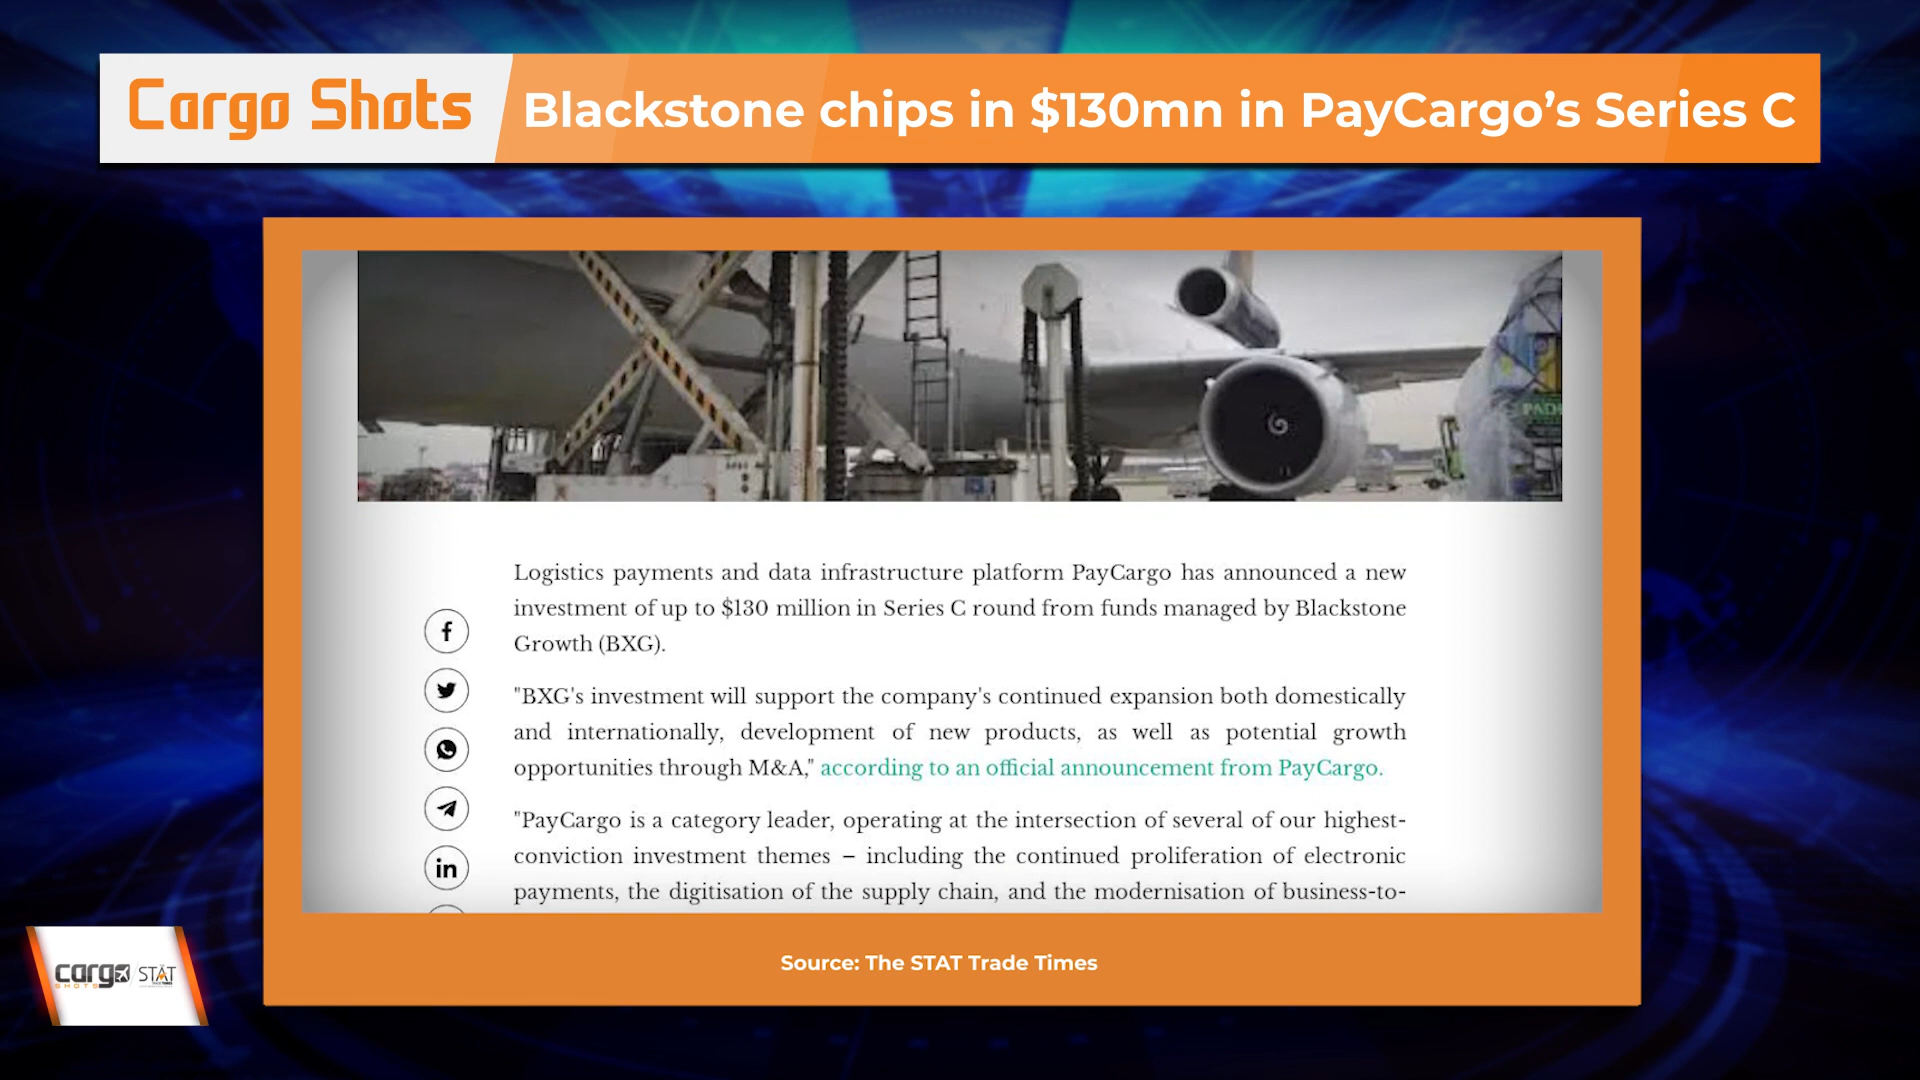 Cargo Shots
Blackstone chips in $130mn in PayCargo’s Series C
PADI
Logistics payments and data infrastructure platform PayCargo has announced a new
investment of up to $130 million in Series C round from funds managed by Blackstone
Growth (BXG).
"BXG's investment will support the company's continued expansion both domestically
and internationally, development of new products, as well as potential growth
opportunities through M&A," according to an official announcement from PayCargo.
"PayCargo is a category leader, operating at the intersection of several of our highest-
conviction investment themes – including the continued proliferation of electronic
payments, the digitisation of the supply chain, and the modernisation of business-to-
Source: The STAT Trade Times
cargo
SHOTS
STAT